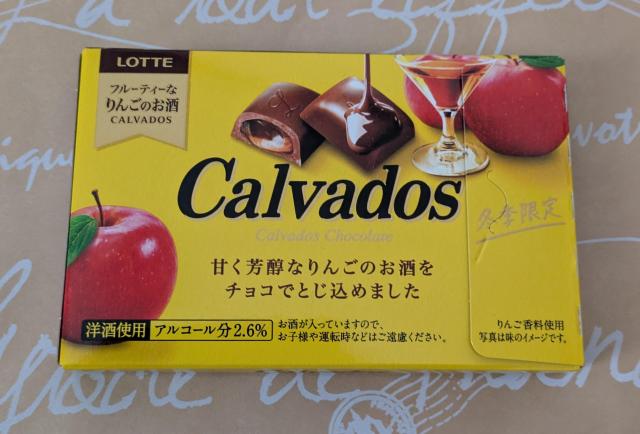 LOTTE
フルーティーな
りんごのお酒
CALVADOS
Calvados
Calvados Chocolate
冬季限定
甘く芳醇なりんごのお酒を
チョコでとじ込めました
洋酒使用 アルコール分2.6%
お酒が入っていますので、
お子様や運転時などはご遠慮ください。
りんご香料使用
写真は味のイメージです。